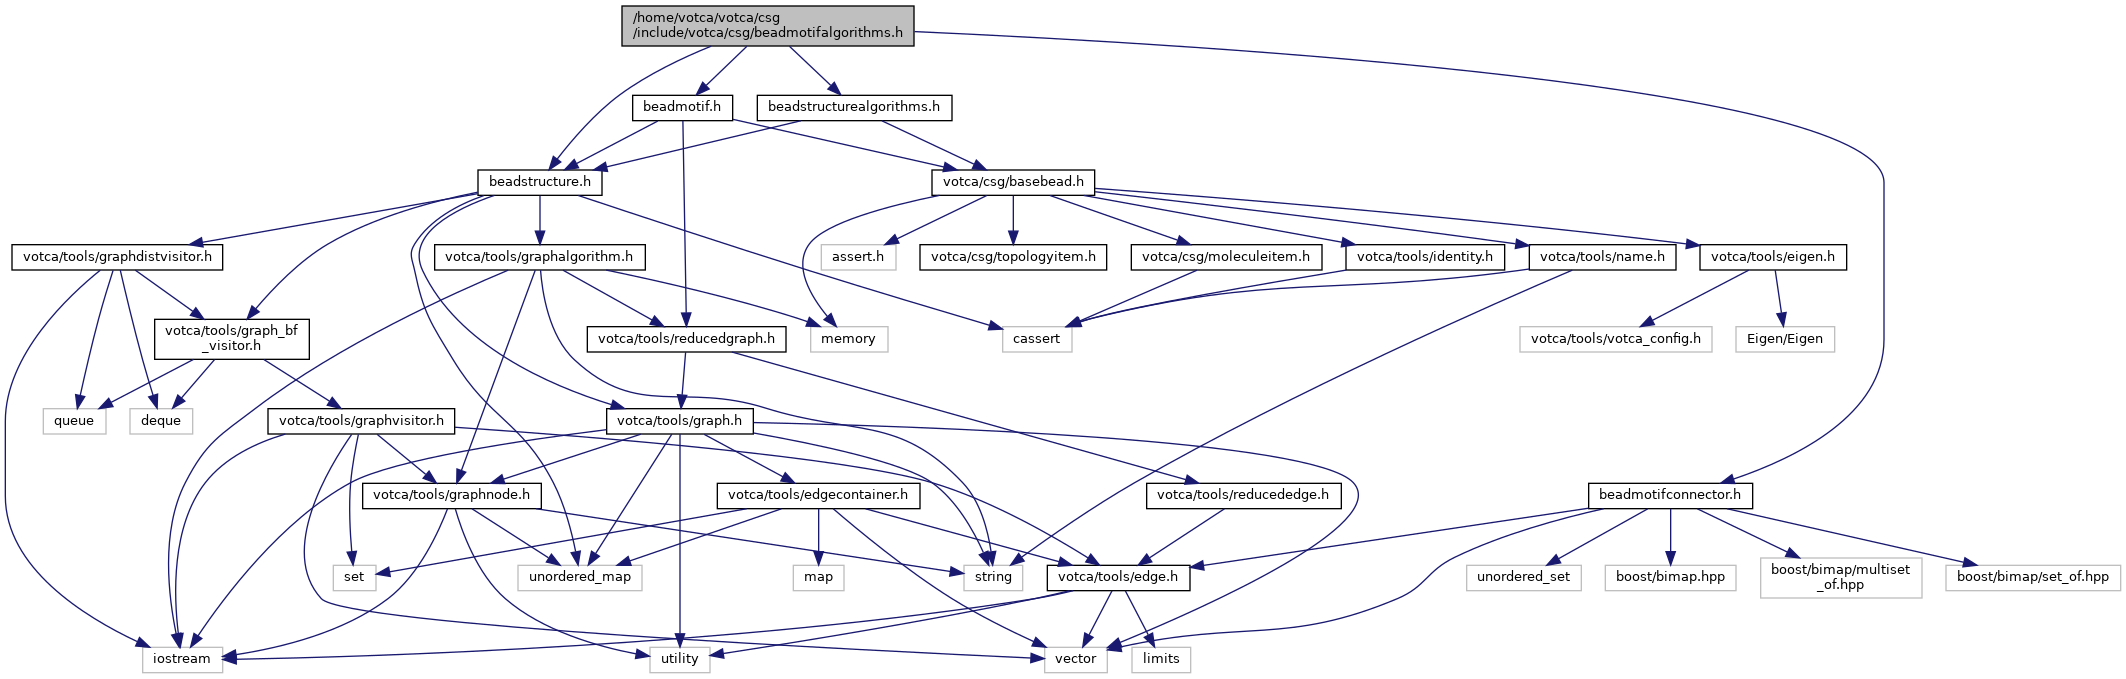 /home/votca/votca/csg
/include/votca/csg/beadmotifalgorithms.h
beadmotif.h
beadstructurealgorithms.h
beadstructure.h
votca/csg/basebead.h
votca/tools/graphdistvisitor.h
votca/tools/graphalgorithm.h
assert.h
votca/csg/topologyitem.h
votca/csg/moleculeitem.h
votca/tools/identity.h
votca/tools/name.h
votca/tools/eigen.h
votca/tools/graph_bf
_visitor.h
votca/tools/reducedgraph.h
memory
cassert
votca/tools/votca_config.h
Eigen/Eigen
queue
deque
votca/tools/graphvisitor.h
votca/tools/graph.h
votca/tools/graphnode.h
votca/tools/edgecontainer.h
votca/tools/reducededge.h
beadmotifconnector.h
set
unordered_map
map
string
votca/tools/edge.h
unordered_set
boost/bimap.hpp
boost/bimap/multiset
_of.hpp
boost/bimap/set_of.hpp
iostream
utility
vector
limits